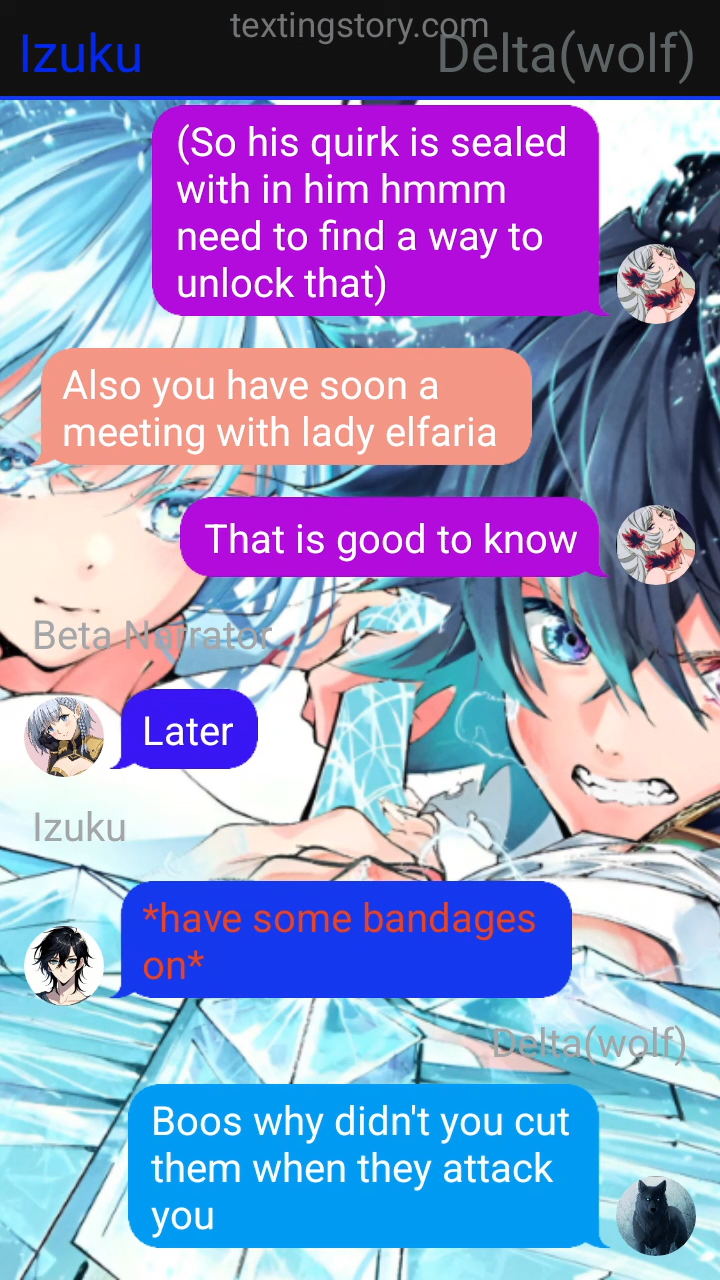 textingstory.com
Izuku
Delta(wolf)
(So his quirk is sealed
with in him hmmm
need to find a way to
unlock that)
Also you have soon a
meeting with lady elfaria
That is good to know
Beta Narrator
Later
Izuku
*have some bandages
on*
Delta(wolf)
Boos why didn't you cut
them when they attack
you